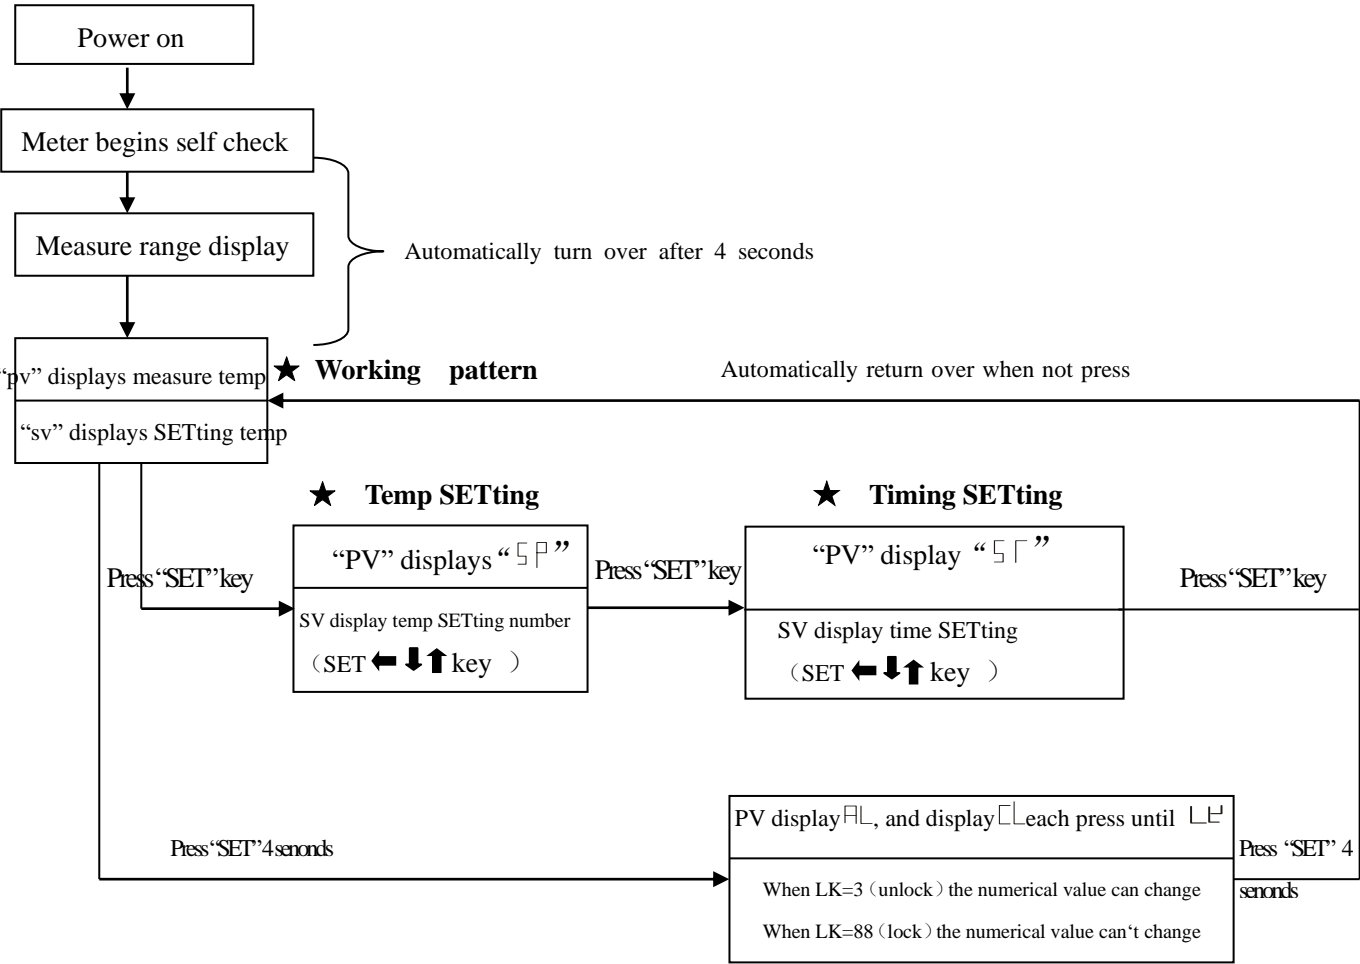 Power on
Meter begins self check
Measure range display
Automatically turn over after 4 seconds
“pv” displays measure temp
★ Working pattern
Automatically return over when not press
“sv” displays SETting temp
★ Temp SETting
★ Timing SETting
“PV” displays “SP”
Press “SET” key
SV display temp SETting number
（SET ⬅⬇⬆ key ）
Press “SET” key
“PV” display “ST”
SV display time SETting
（SET ⬅⬇⬆ key ）
Press “SET” key
Press “SET” 4 senonds
PV display AL, and display CL each press until LK
When LK=3（unlock）the numerical value can change
When LK=88（lock）the numerical value can‘t change
Press “SET” 4
senonds